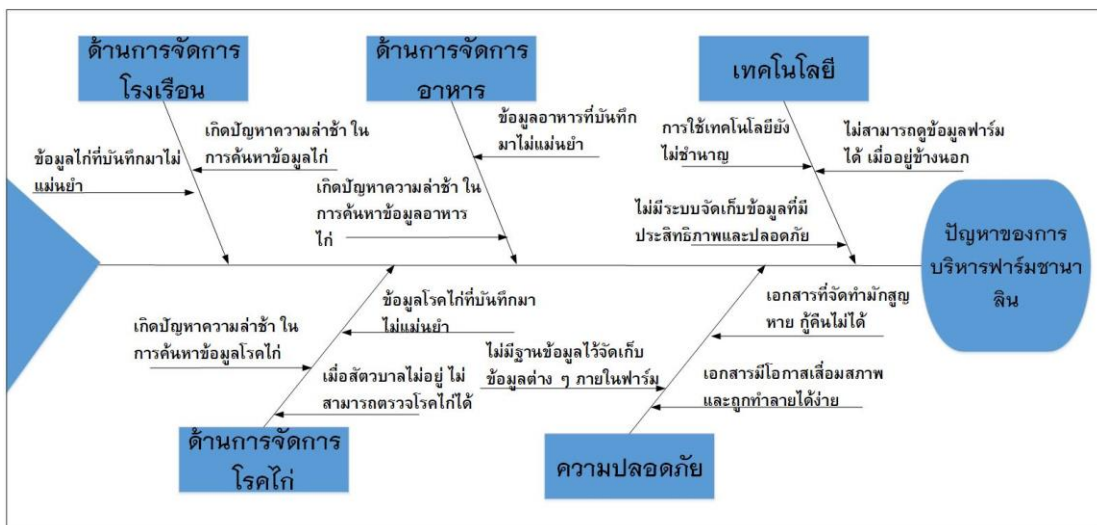 ด้านการจัดการ
โรงเรือน
ด้านการจัดการ
อาหาร
เทคโนโลยี
เกิดปัญหาความล่าช้า ใน
การค้นหาข้อมูลไก่
ข้อมูลไก่ที่บันทึกมาไม่
แม่นยำ
ข้อมูลอาหารที่บันทึก
มาไม่แม่นยำ
เกิดปัญหาความล่าช้า ใน
การค้นหาข้อมูลอาหาร
ไก่
การใช้เทคโนโลยียัง
ไม่ชำนาญ
ไม่สามารถดูข้อมูลฟาร์ม
ได้ เมื่ออยู่ข้างนอก
ไม่มีระบบจัดเก็บข้อมูลที่มี
ประสิทธิภาพและปลอดภัย
ปัญหาของการ
บริหารฟาร์มชานา
ลิน
ข้อมูลโรคไก่ที่บันทึกมา
ไม่แม่นยำ
เกิดปัญหาความล่าช้า ใน
การค้นหาข้อมูลโรคไก่
เมื่อสัตวบาลไม่อยู่ ไม่
สามารถตรวจโรคไก่ได้
เอกสารที่จัดทำมักสูญ
หาย กู้คืนไม่ได้
ไม่มีฐานข้อมูลไว้จัดเก็บ
ข้อมูลต่าง ๆ ภายในฟาร์ม
เอกสารมีโอกาสเสื่อมสภาพ
และถูกทำลายได้ง่าย
ด้านการจัดการ
โรคไก่
ความปลอดภัย